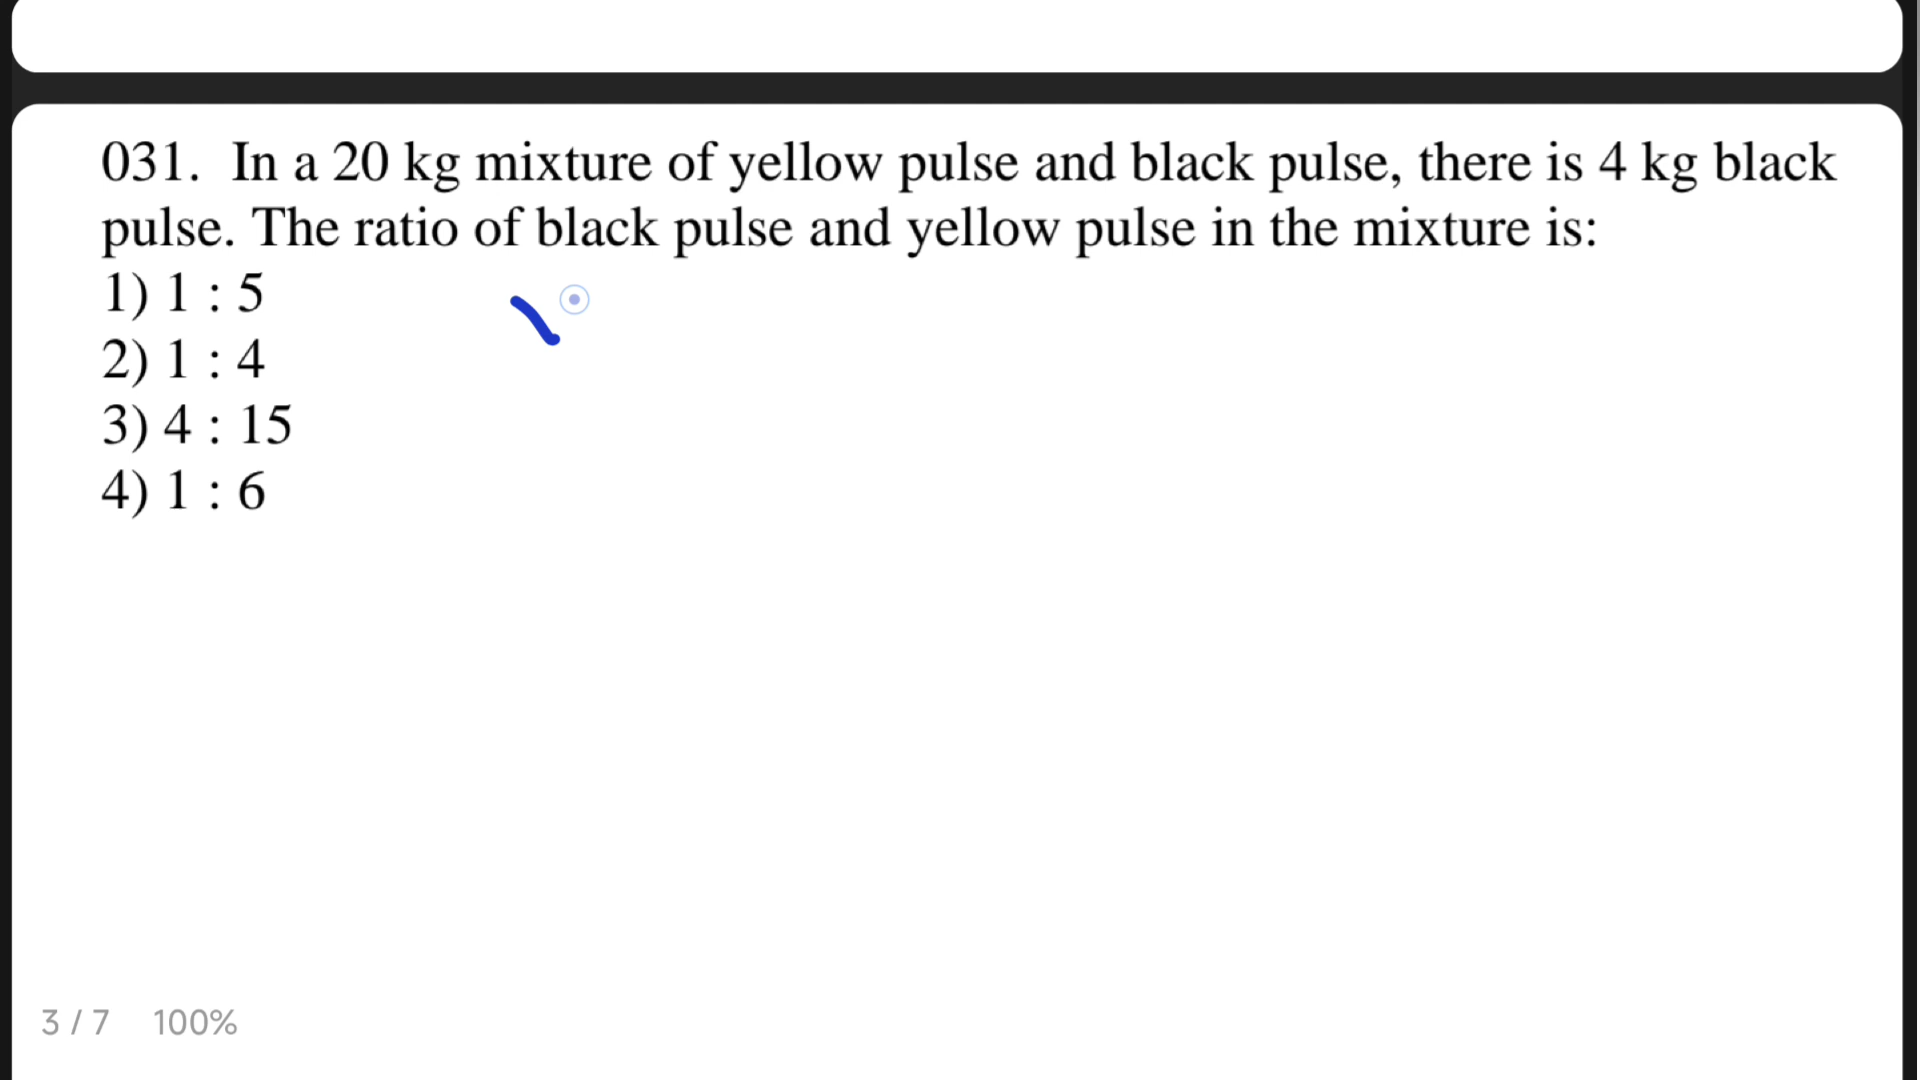 031. In a 20 kg mixture of yellow pulse and black pulse, there is 4 kg black
pulse. The ratio of black pulse and yellow pulse in the mixture is:
1) 1 : 5
2) 1 : 4
3) 4 : 15
4) 1 : 6
3 / 7 100%